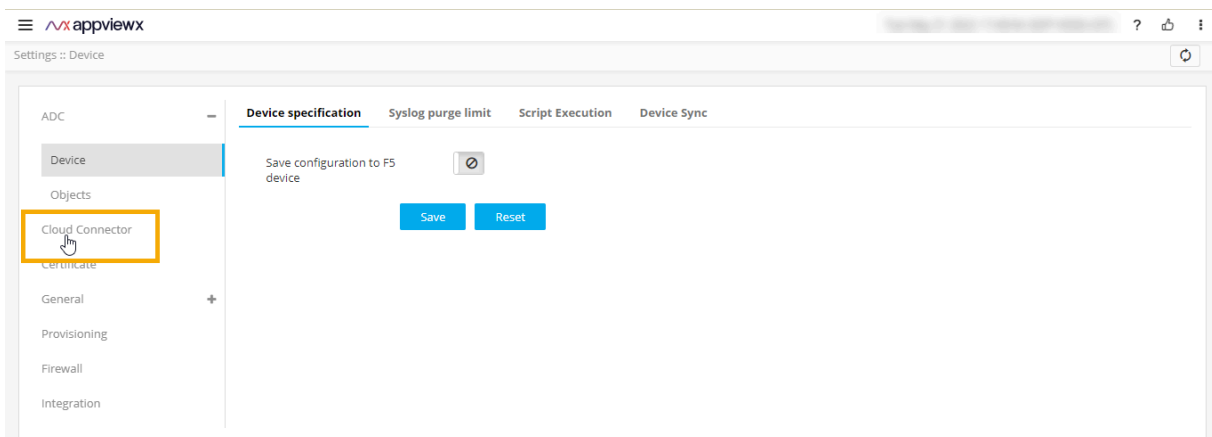 appviewx
?
Settings :: Device
ADC
Device
Objects
Cloud Connector
Certificate
General
Provisioning
Firewall
Integration
Device specification Syslog purge limit Script Execution Device Sync
Save configuration to F5
device
Save Reset